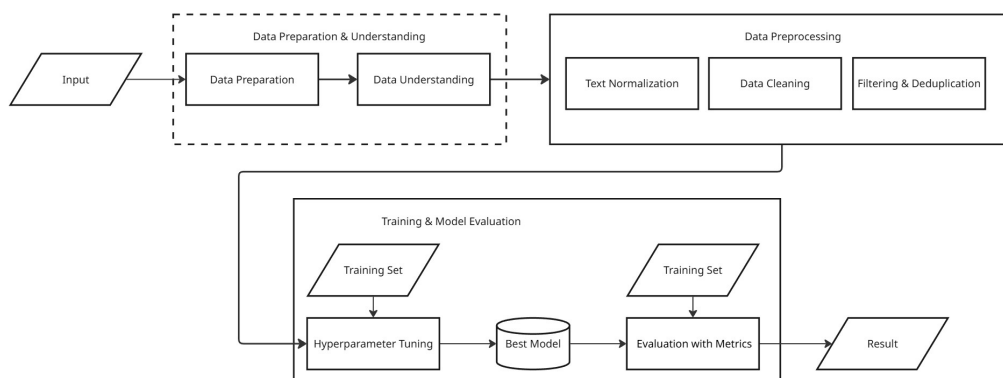 Data Preparation & Understanding
Input
Data Preparation
Data Understanding
Data Preprocessing
Text Normalization
Data Cleaning
Filtering & Deduplication
Training & Model Evaluation
Training Set
Training Set
Hyperparameter Tuning
Best Model
Evaluation with Metrics
Result